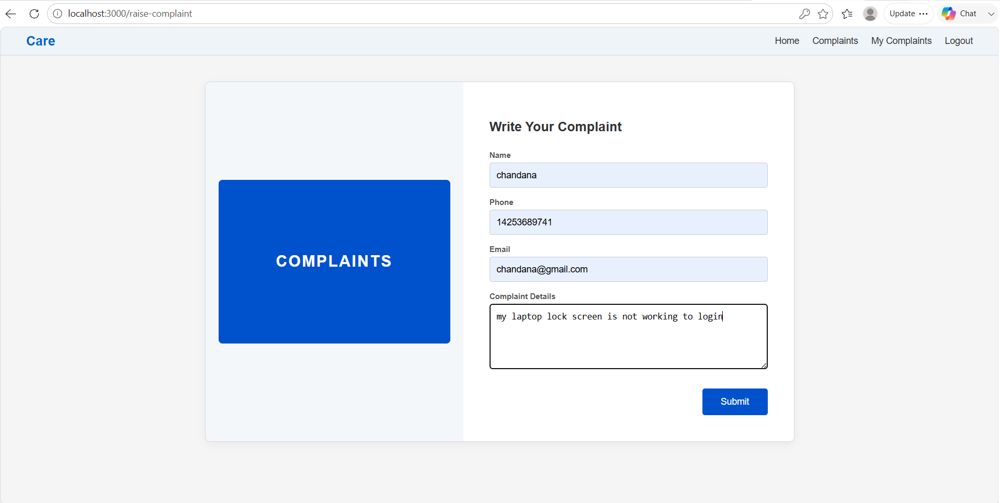 localhost:3000/raise-complaint
Update
Chat
Care
Home Complaints My Complaints Logout
COMPLAINTS
Write Your Complaint
Name
chandana
Phone
14253689741
Email
chandana@gmail.com
Complaint Details
my laptop lock screen is not working to login
Submit